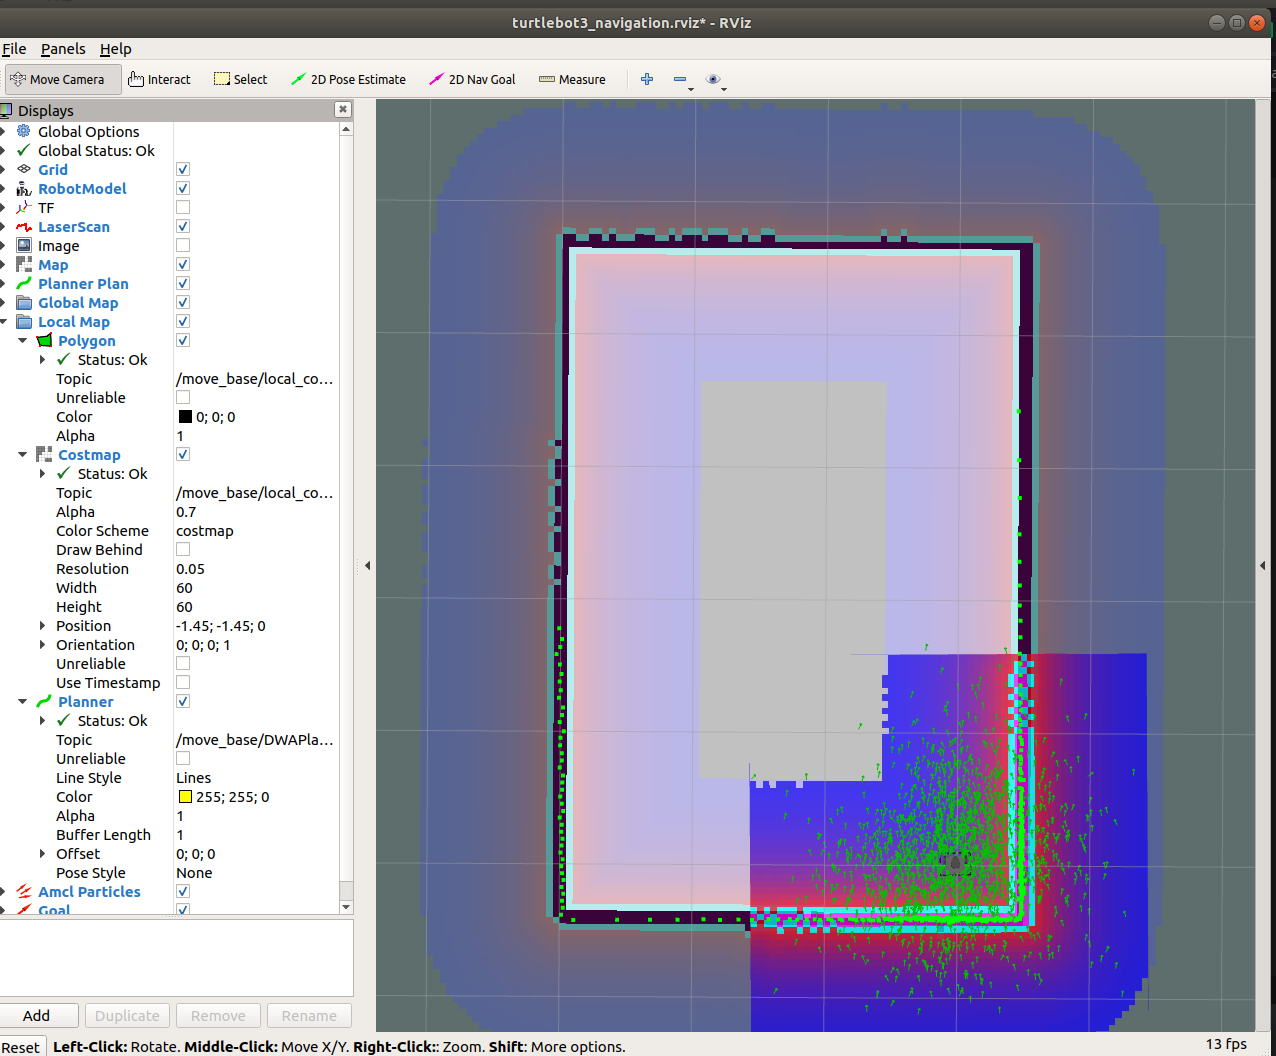 turtlebot3_navigation.rviz* - RViz
File Panels Help
Move Camera Interact Select 2D Pose Estimate 2D Nav Goal Measure
Displays
Global Options
Global Status: Ok
Grid
RobotModel
TF
LaserScan
Image
Map
Planner Plan
Global Map
Local Map
Polygon
Status: Ok
Topic /move_base/local_co...
Unreliable
Color 0; 0; 0
Alpha 1
Costmap
Status: Ok
Topic /move_base/local_co...
Alpha 0.7
Color Scheme costmap
Draw Behind
Resolution 0.05
Width 60
Height 60
Position -1.45; -1.45; 0
Orientation 0; 0; 0; 1
Unreliable
Use Timestamp
Planner
Status: Ok
Topic /move_base/DWAPla...
Unreliable
Line Style Lines
Color 255; 255; 0
Alpha 1
Buffer Length 1
Offset 0; 0; 0
Pose Style None
Amcl Particles
Goal
Add Duplicate Remove Rename
Reset Left-Click: Rotate. Middle-Click: Move X/Y. Right-Click:: Zoom. Shift: More options. 13 fps